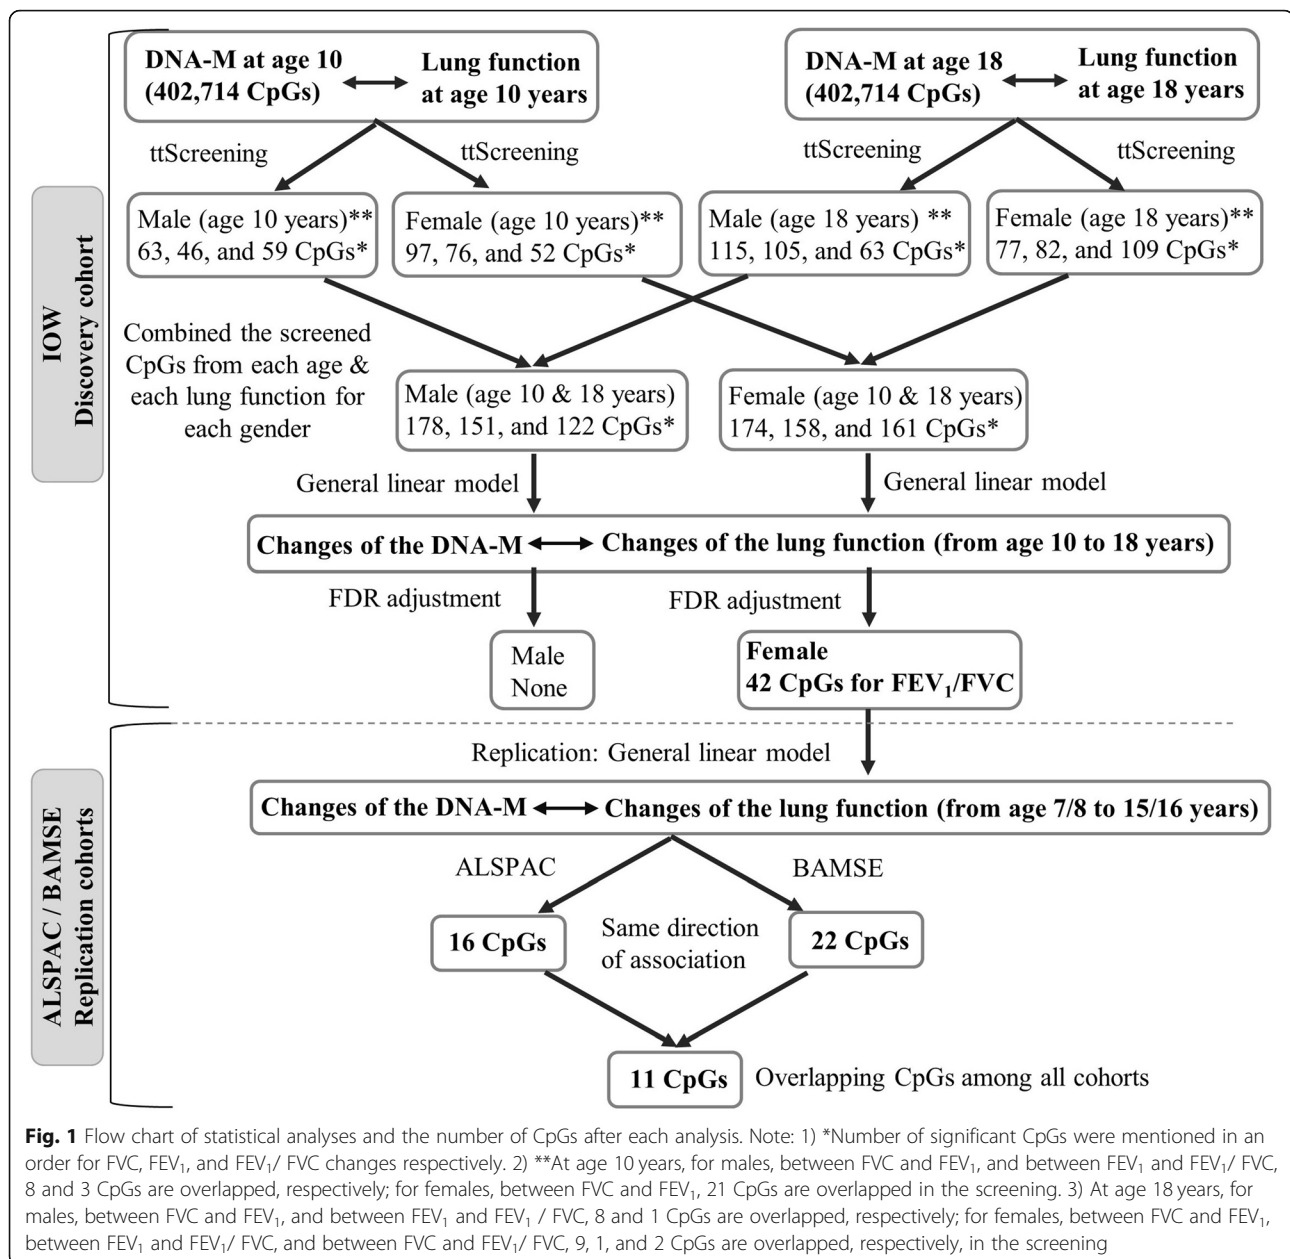 DNA-M at age 10
(402,714 CpGs)
Lung function
at age 10 years
DNA-M at age 18
(402,714 CpGs)
Lung function
at age 18 years
ttScreening
ttScreening
ttScreening
ttScreening
Male (age 10 years)**
63, 46, and 59 CpGs*
Female (age 10 years)**
97, 76, and 52 CpGs*
Male (age 18 years) **
115, 105, and 63 CpGs*
Female (age 18 years)**
77, 82, and 109 CpGs*
IOW
Discovery cohort
Combined the screened
CpGs from each age &
each lung function for
each gender
Male (age 10 & 18 years)
178, 151, and 122 CpGs*
Female (age 10 & 18 years)
174, 158, and 161 CpGs*
General linear model
General linear model
Changes of the DNA-M
Changes of the lung function (from age 10 to 18 years)
FDR adjustment
FDR adjustment
Male
None
Female
42 CpGs for FEV₁/FVC
ALSPAC / BAMSE
Replication cohorts
Replication: General linear model
Changes of the DNA-M
Changes of the lung function (from age 7/8 to 15/16 years)
ALSPAC
BAMSE
16 CpGs
Same direction
of association
22 CpGs
11 CpGs
Overlapping CpGs among all cohorts
Fig. 1 Flow chart of statistical analyses and the number of CpGs after each analysis. Note: 1) *Number of significant CpGs were mentioned in an
order for FVC, FEV₁, and FEV₁/ FVC changes respectively. 2) **At age 10 years, for males, between FVC and FEV₁, and between FEV₁ and FEV₁/ FVC,
8 and 3 CpGs are overlapped, respectively; for females, between FVC and FEV₁, 21 CpGs are overlapped in the screening. 3) At age 18 years, for
males, between FVC and FEV₁, and between FEV₁ and FEV₁ / FVC, 8 and 1 CpGs are overlapped, respectively; for females, between FVC and FEV₁,
between FEV₁ and FEV₁/ FVC, and between FVC and FEV₁/ FVC, 9, 1, and 2 CpGs are overlapped, respectively, in the screening